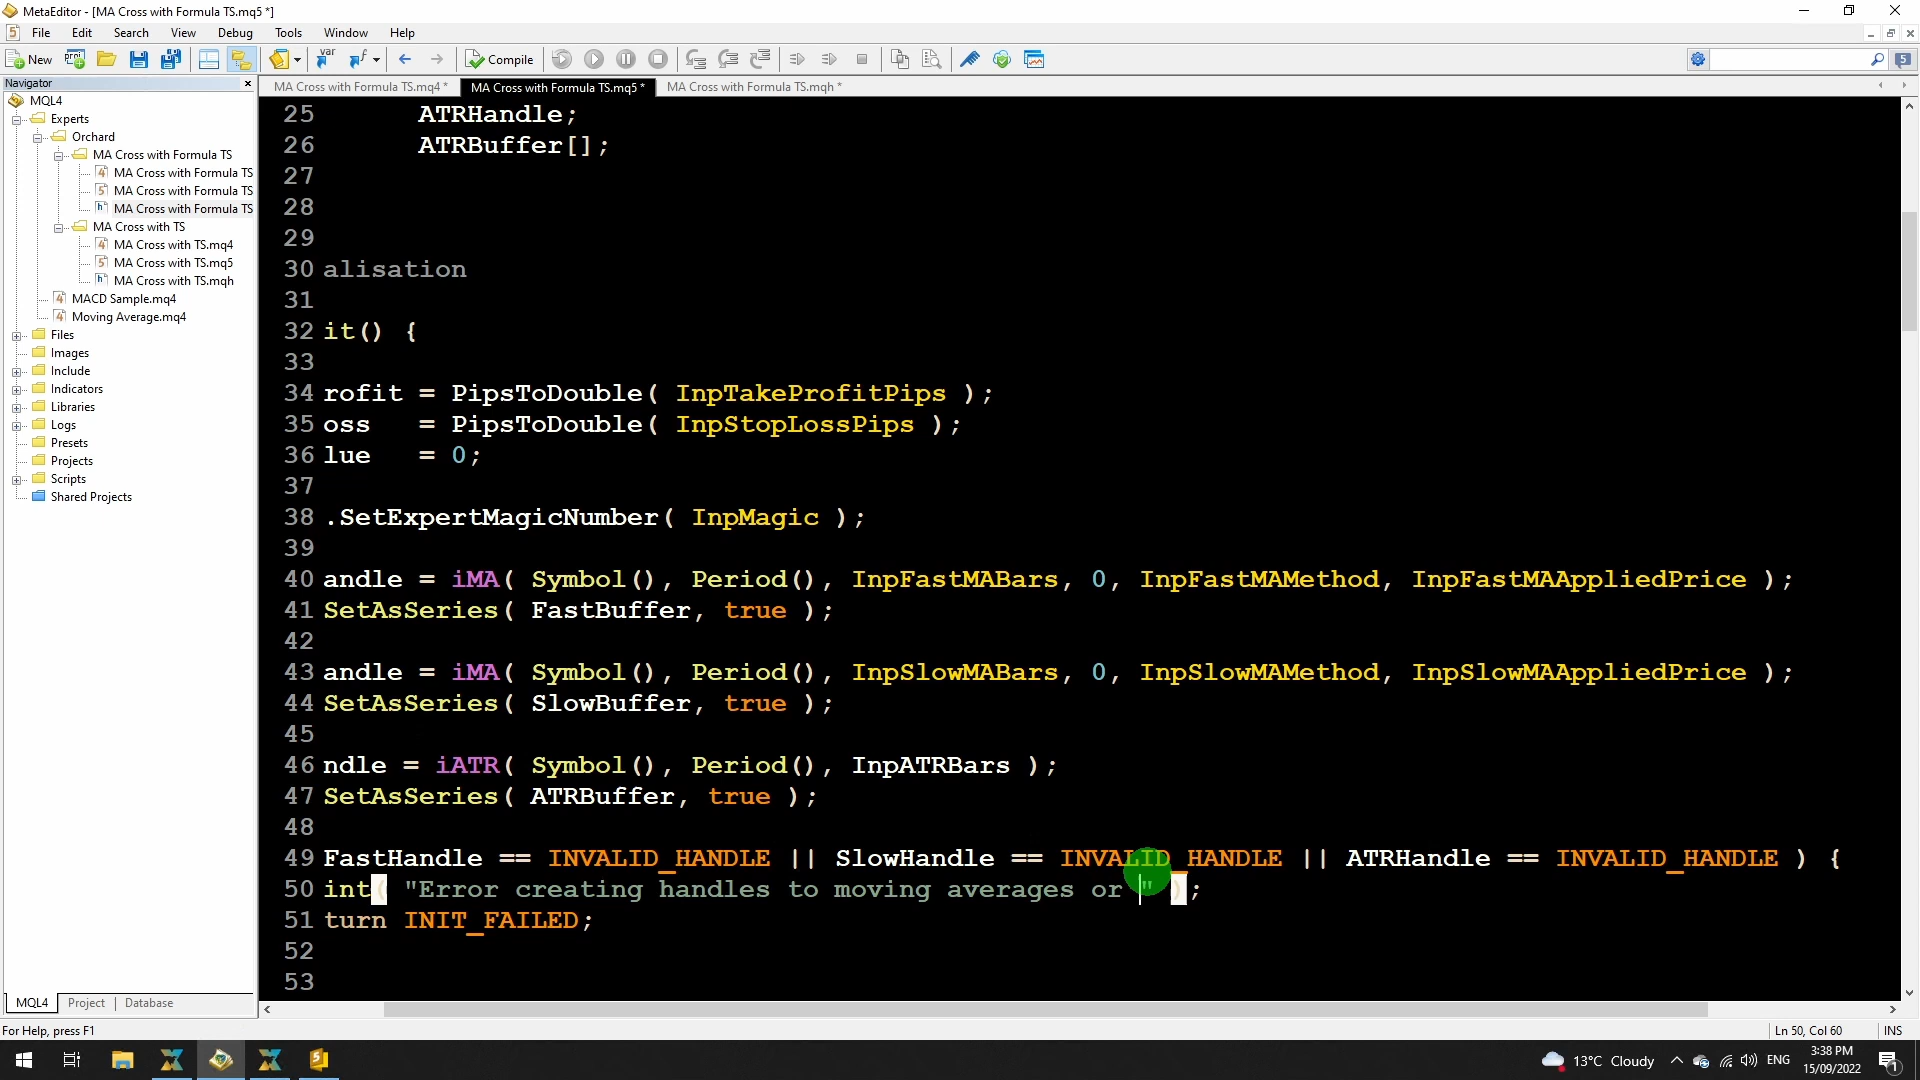 MetaEditor - [MA Cross with Formula TS.mq5 *]
File Edit Search View Debug Tools Window Help
New Compile
Navigator
MA Cross with Formula TS.mq4 * MA Cross with Formula TS.mq5 * MA Cross with Formula TS.mqh *
MQL4
Experts
Orchard
MA Cross with Formula TS
MA Cross with Formula TS
MA Cross with Formula TS
MA Cross with Formula TS
MA Cross with TS
MA Cross with TS.mq4
MA Cross with TS.mq5
MA Cross with TS.mqh
MACD Sample.mq4
Moving Average.mq4
Files
Images
Include
Indicators
Libraries
Logs
Presets
Projects
Scripts
Shared Projects
MQL4 Project Database
25 ATRHandle;
26 ATRBuffer[];
27
28
29
30 alisation
31
32 it() {
33
34 rofit = PipsToDouble( InpTakeProfitPips );
35 oss = PipsToDouble( InpStopLossPips );
36 lue = 0;
37
38 .SetExpertMagicNumber( InpMagic );
39
40 andle = iMA( Symbol(), Period(), InpFastMABars, 0, InpFastMAMethod, InpFastMAAppliedPrice );
41 SetAsSeries( FastBuffer, true );
42
43 andle = iMA( Symbol(), Period(), InpSlowMABars, 0, InpSlowMAMethod, InpSlowMAAppliedPrice );
44 SetAsSeries( SlowBuffer, true );
45
46 ndle = iATR( Symbol(), Period(), InpATRBars );
47 SetAsSeries( ATRBuffer, true );
48
49 FastHandle == INVALID_HANDLE || SlowHandle == INVALID_HANDLE || ATRHandle == INVALID_HANDLE ) {
50 int( "Error creating handles to moving averages or " );
51 turn INIT_FAILED;
52
53
For Help, press F1
Ln 50, Col 60 INS
13°C Cloudy ENG
3:38 PM
15/09/2022